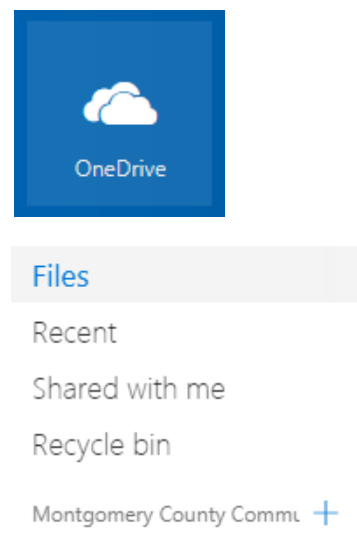 OneDrive
Files
Recent
Shared with me
Recycle bin
Montgomery County Commu